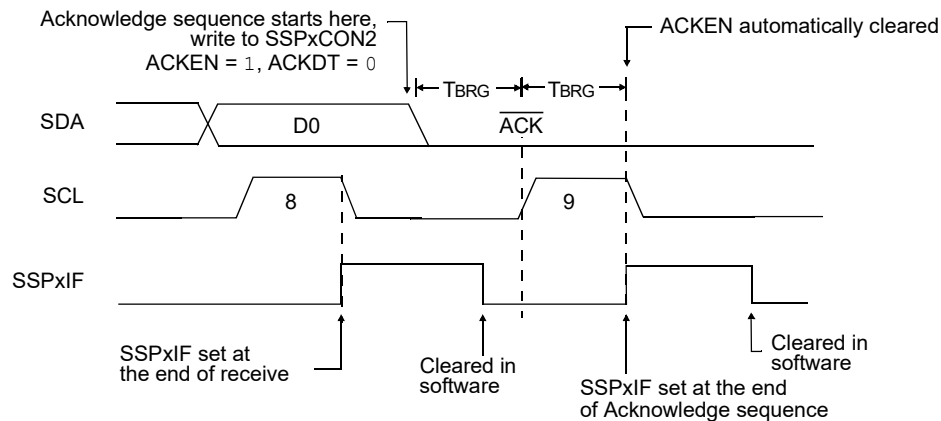 Acknowledge sequence starts here,
write to SSPxCON2
ACKEN = 1, ACKDT = 0
ACKEN automatically cleared
TBRG
TBRG
SDA
D0
ACK
SCL
8
9
SSPxIF
SSPxIF set at
the end of receive
Cleared in
software
SSPxIF set at the end
of Acknowledge sequence
Cleared in
software